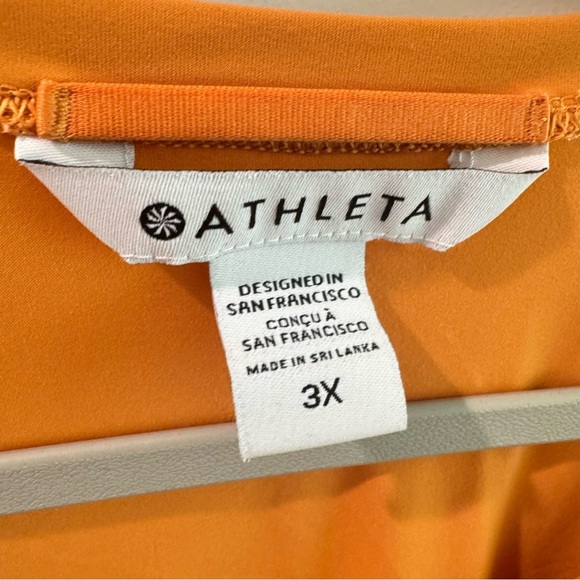 ATHLETA
DESIGNED IN
SAN FRANCISCO
CONÇU À
SAN FRANCISCO
MADE IN SRI LANKA
3X